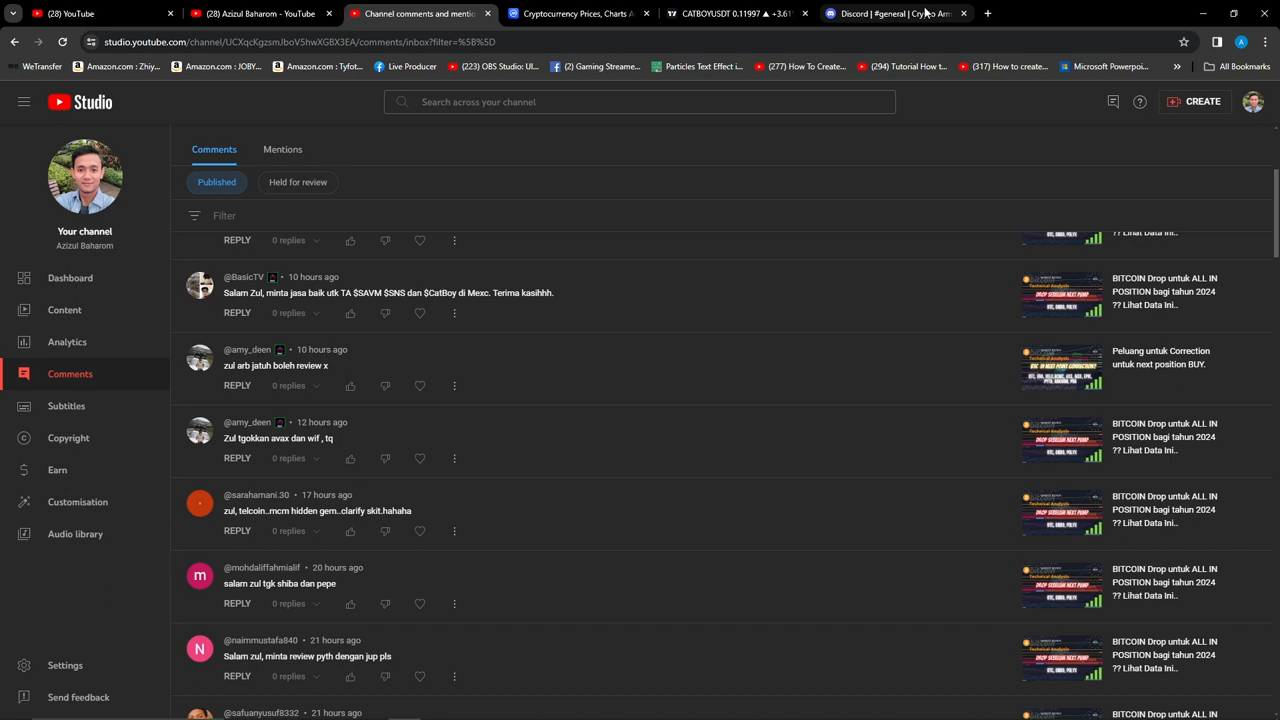 (28) YouTube
(28) Azizul Baharom - YouTube
Channel comments and mentio
Cryptocurrency Prices, Charts A
CATBUSDT 0.11997 ▲ +3.61
Discord | #general | Crypto Arm
studio.youtube.com/channel/UCXqcKgzsmJboV5hwXGBX3EA/comments/inbox?filter=%5B%5D
A
WeTransfer
Amazon.com : Zhiy...
Amazon.com : JOBY...
Amazon.com : Tyfot...
Live Producer
(223) OBS Studio: Ul...
(2) Gaming Streame...
Particles Text Effect i...
(277) How To Create...
(294) Tutorial How t...
(317) How to create...
Microsoft Powerpoi...
All Bookmarks
Studio
Search across your channel
CREATE
Comments Mentions
Published Held for review
Filter
Your channel
Azizul Baharom
Dashboard
Content
Analytics
Comments
Subtitles
Copyright
Earn
Customisation
Audio library
Settings
Send feedback
REPLY 0 replies
?? Lihat Data Ini..
@BasicTV • 10 hours ago
Salam Zul, minta jasa baik utk TA $SAVM $5IRE dan $CatBoy di Mexc. Terima kasihhh.
REPLY 0 replies
BITCOIN Drop untuk ALL IN
POSITION bagi tahun 2024
?? Lihat Data Ini..
@amy_deen • 10 hours ago
zul arb jatuh boleh review x
REPLY 0 replies
Peluang untuk Correction
untuk next position BUY.
@amy_deen • 12 hours ago
Zul tgokkan avax dan wif , tq
REPLY 0 replies
BITCOIN Drop untuk ALL IN
POSITION bagi tahun 2024
?? Lihat Data Ini..
@sarahamani.30 • 17 hours ago
zul, telcoin..mcm hidden gem dah start sikit.hahaha
REPLY 0 replies
BITCOIN Drop untuk ALL IN
POSITION bagi tahun 2024
?? Lihat Data Ini..
m
@mohdaliffahmialif • 20 hours ago
salam zul tgk shiba dan pepe
REPLY 0 replies
BITCOIN Drop untuk ALL IN
POSITION bagi tahun 2024
?? Lihat Data Ini..
N
@naimmustafa840 • 21 hours ago
Salam zul, minta review pyth dengan jup pls
REPLY 0 replies
BITCOIN Drop untuk ALL IN
POSITION bagi tahun 2024
?? Lihat Data Ini..
@safuanyusuf8332 • 21 hours ago
BITCOIN Drop untuk ALL IN